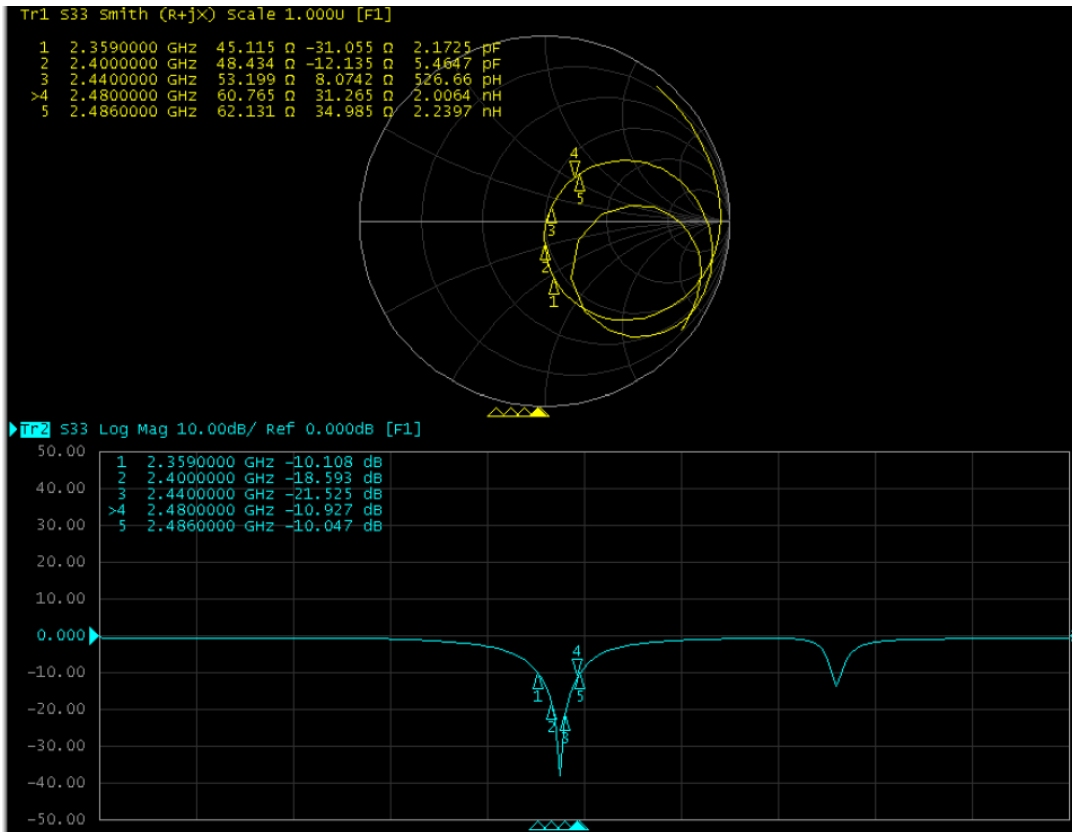 Tr1 S33 Smith (R+jX) Scale 1.000U [F1]
1 2.3590000 GHz 45.115 Ω -31.055 Ω 2.1725 pF
2 2.4000000 GHz 48.434 Ω -12.135 Ω 5.4647 pF
3 2.4400000 GHz 53.199 Ω 8.0742 Ω 526.66 pH
>4 2.4800000 GHz 60.765 Ω 31.265 Ω 2.0064 nH
5 2.4860000 GHz 62.131 Ω 34.985 Ω 2.2397 nH
4
5
3
2
1
Tr2 S33 Log Mag 10.00dB/ Ref 0.000dB [F1]
50.00
1 2.3590000 GHz -10.108 dB
2 2.4000000 GHz -18.593 dB
40.00
3 2.4400000 GHz -21.525 dB
>4 2.4800000 GHz -10.927 dB
5 2.4860000 GHz -10.047 dB
30.00
20.00
10.00
0.000
4
-10.00
1
5
-20.00
2
3
-30.00
-40.00
-50.00